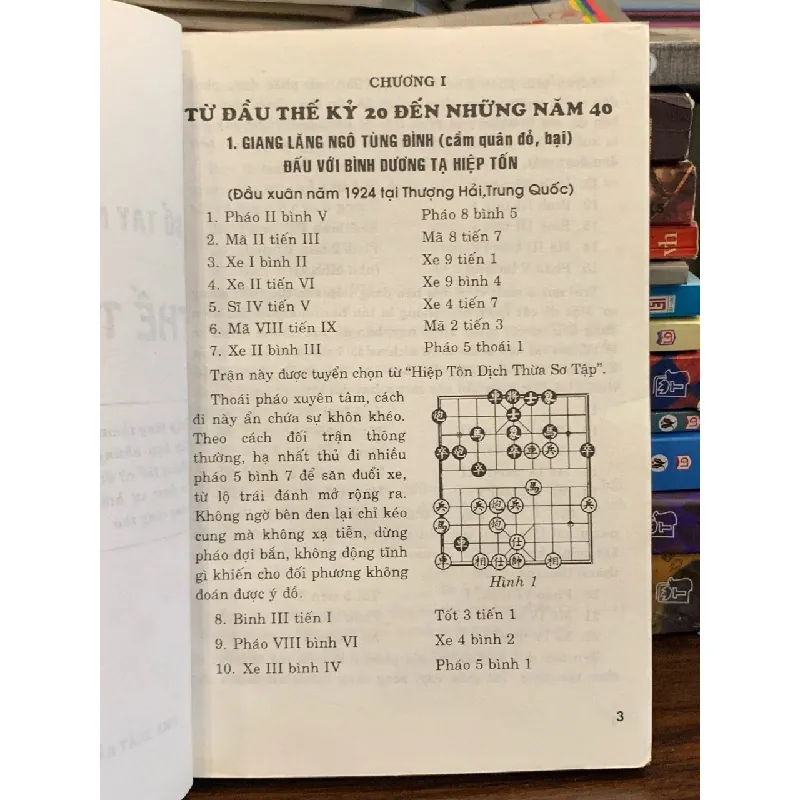 CHƯƠNG I
TỪ ĐẦU THẾ KỶ 20 ĐẾN NHỮNG NĂM 40
1. GIANG LĂNG NGÔ TÙNG ĐÌNH (cầm quân đỏ, bại)
ĐẤU VỚI BÌNH DƯƠNG TẠ HIỆP TỐN
(Đầu xuân năm 1924 tại Thượng Hải,Trung Quốc)
1. Pháo II bình V Pháo 8 bình 5
2. Mã II tiến III Mã 8 tiến 7
3. Xe I bình II Xe 9 tiến 1
4. Xe II tiến VI Xe 9 bình 4
5. Sĩ IV tiến V Xe 4 tiến 7
6. Mã VIII tiến IX Mã 2 tiến 3
7. Xe II bình III Pháo 5 thoái 1
Trận này được tuyển chọn từ “Hiệp Tôn Dịch Thừa Sơ Tập”.
Thoái pháo xuyên tâm, cách
đi này ẩn chứa sự khôn khéo.
Theo cách đối trận thông
thường, hạ nhất thủ đi nhiều
pháo 5 bình 7 để săn đuổi xe,
từ lộ trái đánh mở rộng ra.
Không ngờ bên đen lại chỉ kéo
cung mà không xạ tiễn, dừng
pháo đợi bắn, không động tĩnh
gì khiến cho đối phương không
đoán được ý đồ.
Hình 1
8. Binh III tiến I Tốt 3 tiến 1
9. Pháo VIII bình VI Xe 4 bình 2
10. Xe III bình IV Pháo 5 bình 1
3